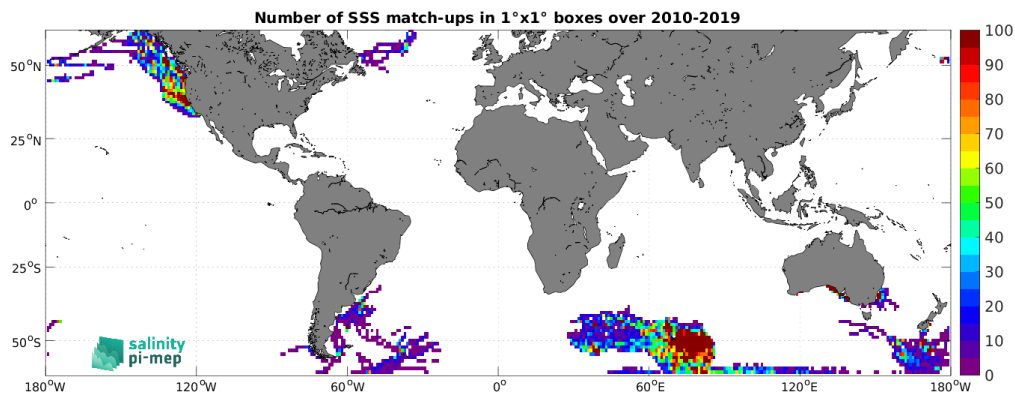 Number of SSS match-ups in 1°x1° boxes over 2010-2019
50°N
25°N
0°
25°S
50°S
180°W
120°W
60°W
0°
60°E
120°E
180°W
100
90
80
70
60
50
40
30
20
10
0
salinity
pi-mep